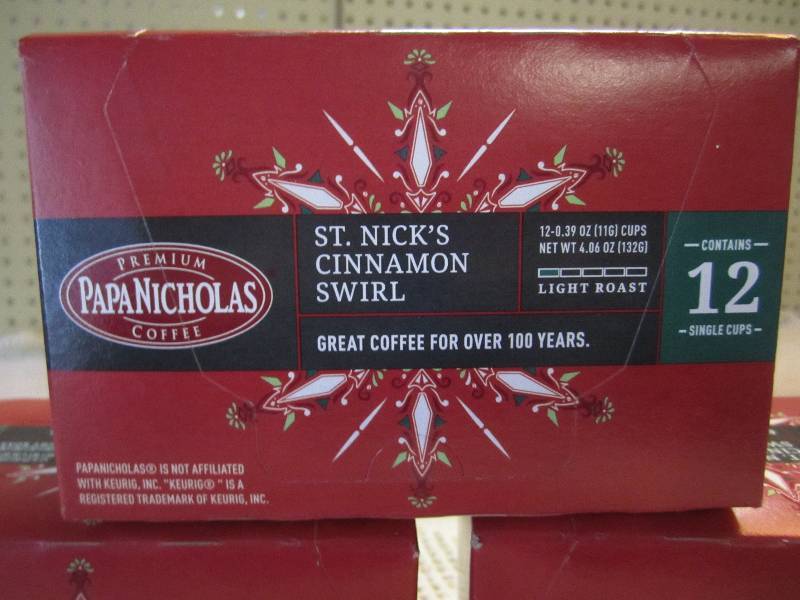 PREMIUM
PAPANICHOLAS
COFFEE
ST. NICK'S
CINNAMON
SWIRL
12-0.39 OZ (11G) CUPS
NET WT 4.06 OZ (132G)
LIGHT ROAST
CONTAINS
12
SINGLE CUPS
GREAT COFFEE FOR OVER 100 YEARS.
PAPANICHOLAS® IS NOT AFFILIATED
WITH KEURIG, INC. "KEURIG® " IS A
REGISTERED TRADEMARK OF KEURIG, INC.